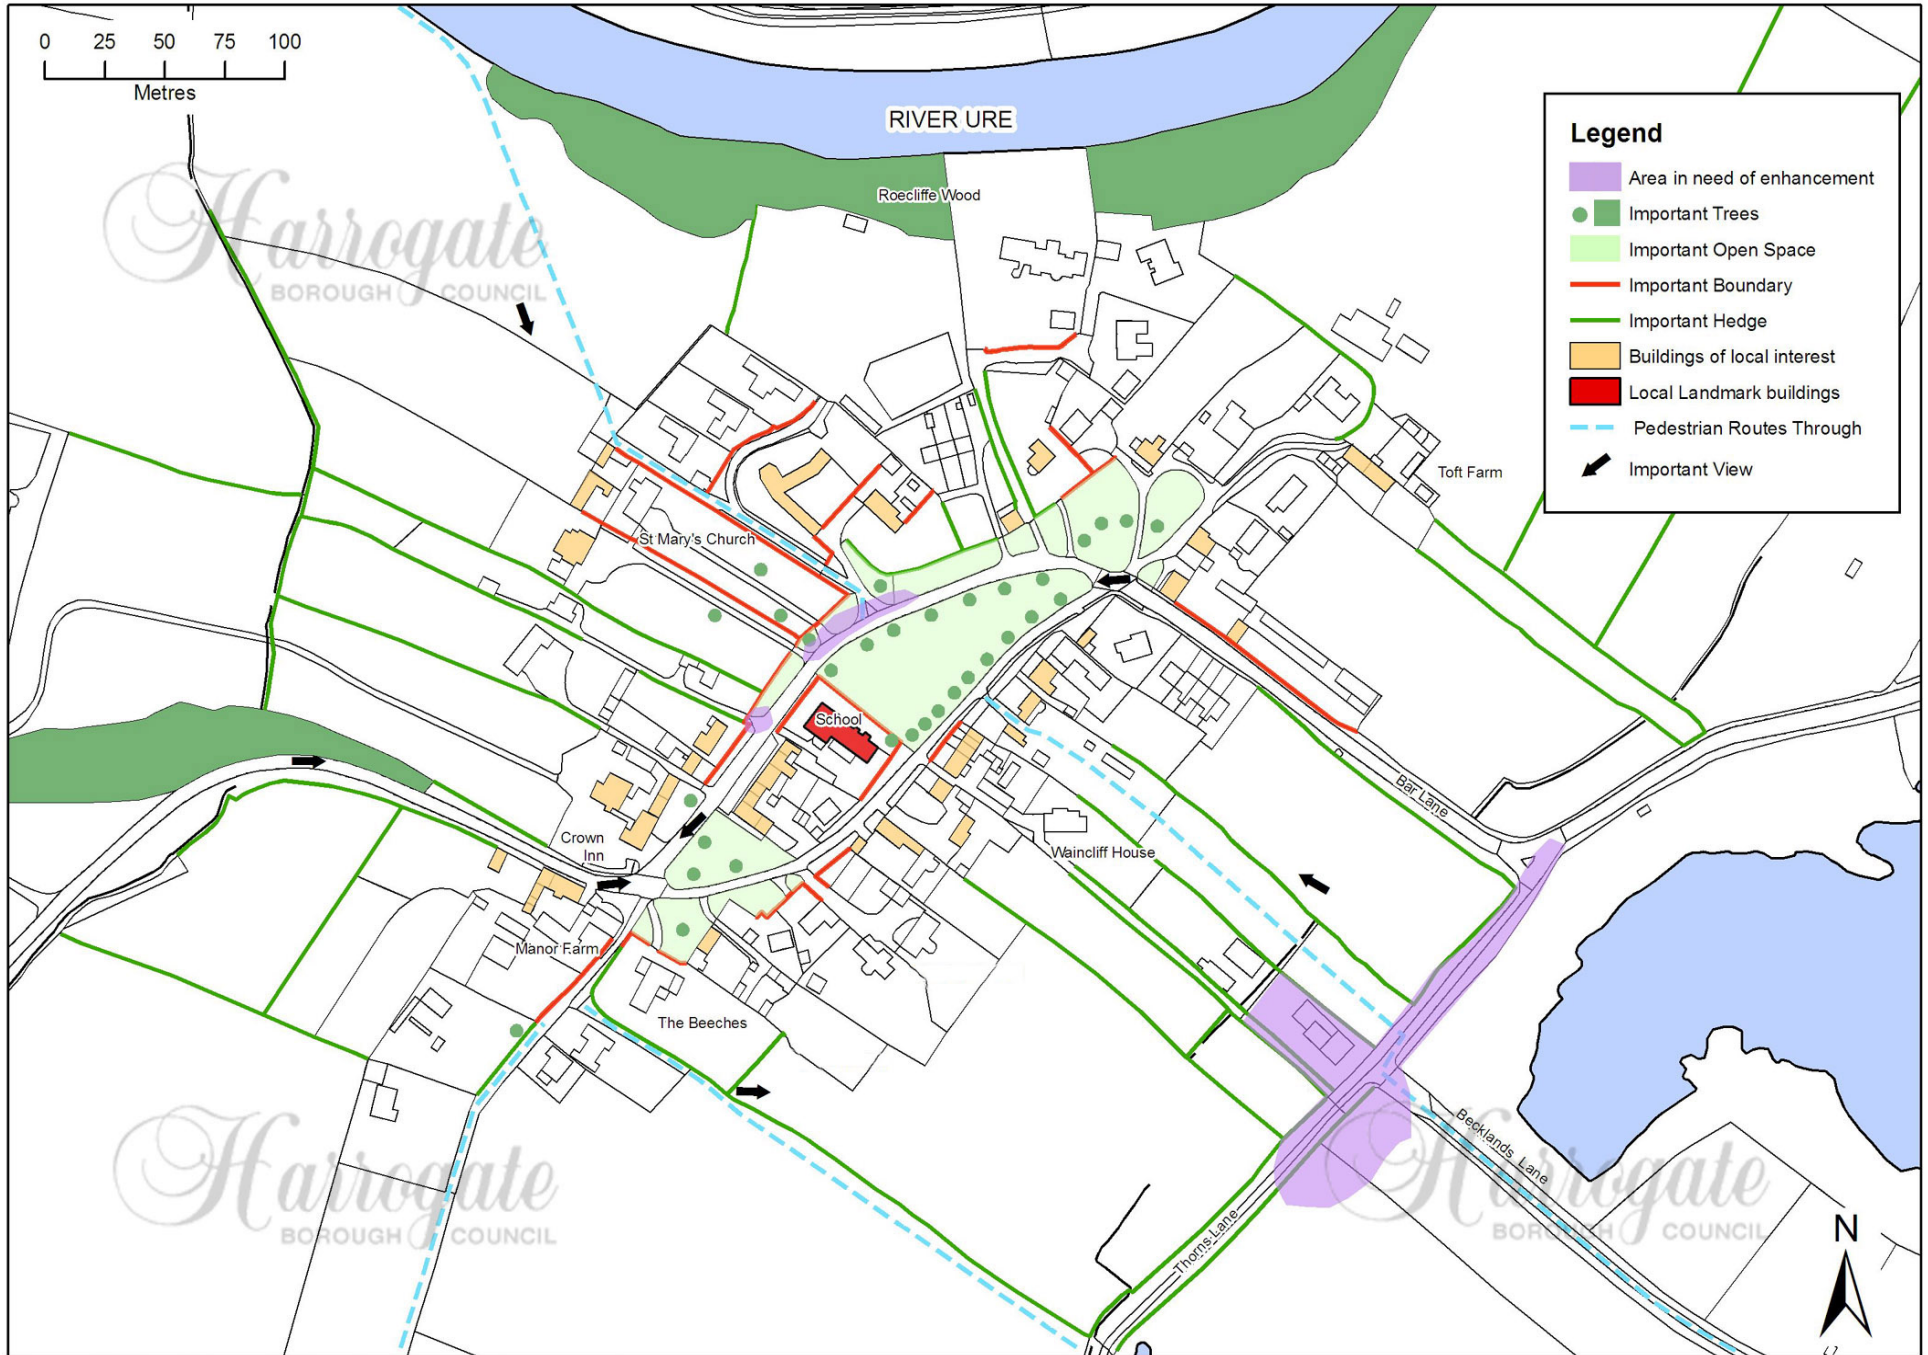 0 25 50 75 100
Metres
RIVER URE
Roecliffe Wood
Legend
Area in need of enhancement
Important Trees
Important Open Space
Important Boundary
Important Hedge
Buildings of local interest
Local Landmark buildings
Pedestrian Routes Through
Important View
Harrogate
BOROUGH COUNCIL
Toft Farm
St Mary's Church
School
Bar Lane
Crown
Inn
Waincliff House
Manor Farm
The Beeches
Becklands Lane
Thorns Lane
Harrogate
BOROUGH COUNCIL
Harrogate
BOROUGH COUNCIL
N